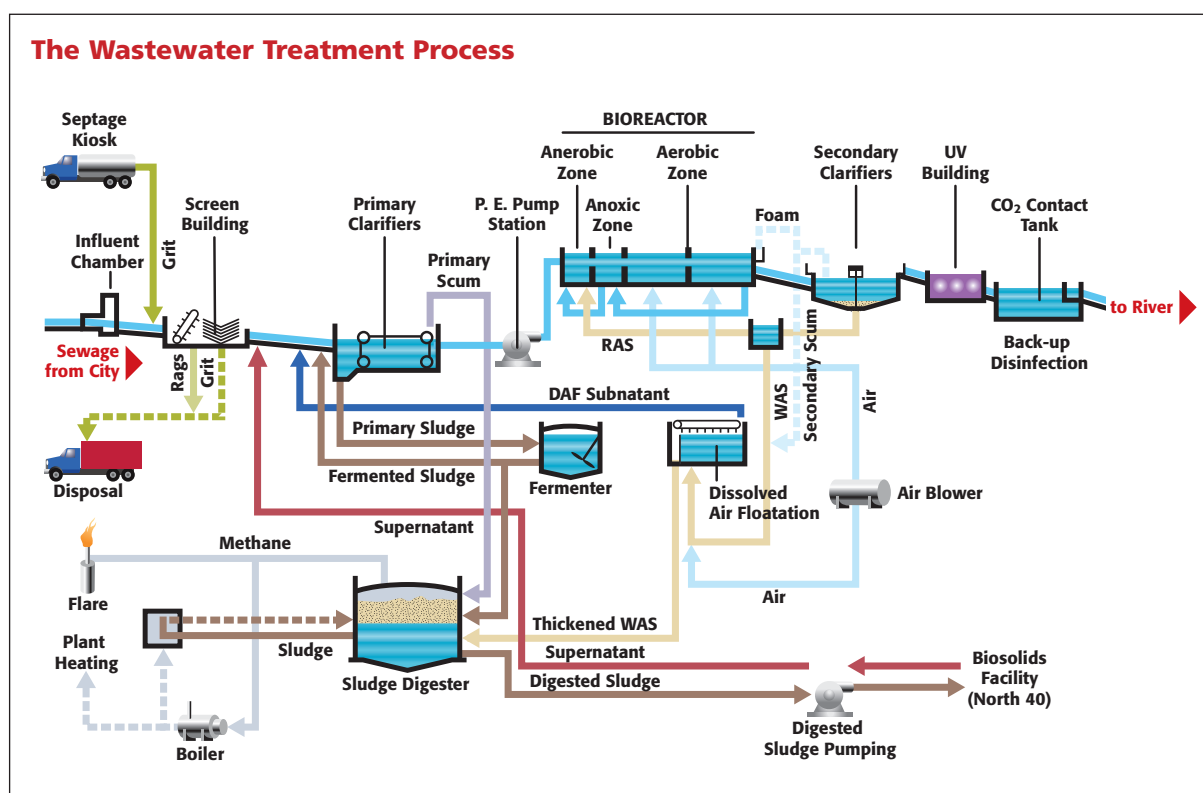 The Wastewater Treatment Process
Septage
Kiosk
Influent
Chamber
Grit
Screen
Building
Primary
Clarifiers
Primary
Scum
P. E. Pump
Station
BIOREACTOR
Anerobic
Zone
Anoxic
Zone
Aerobic
Zone
Foam
Secondary
Clarifiers
UV
Building
CO₂ Contact
Tank
to River
Back-up
Disinfection
Sewage
from City
Rags
Grit
Disposal
RAS
WAS
Secondary Scum
Air
DAF Subnatant
Primary Sludge
Fermented Sludge
Fermenter
Dissolved
Air Floatation
Air Blower
Supernatant
Methane
Flare
Air
Plant
Heating
Sludge
Sludge Digester
Boiler
Thickened WAS
Supernatant
Digested Sludge
Digested
Sludge Pumping
Biosolids
Facility
(North 40)